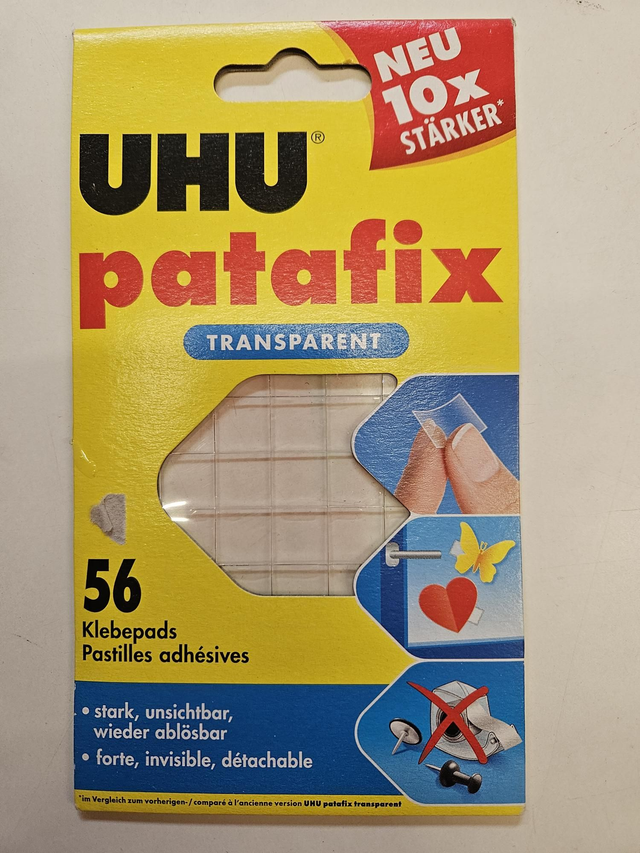 NEU
10x
STÄRKER*
UHU®
patafix
TRANSPARENT
56
Klebepads
Pastilles adhésives
• stark, unsichtbar,
wieder ablösbar
• forte, invisible, détachable
*im Vergleich zum vorherigen-/comparé à l'ancienne version UHU patafix transparent